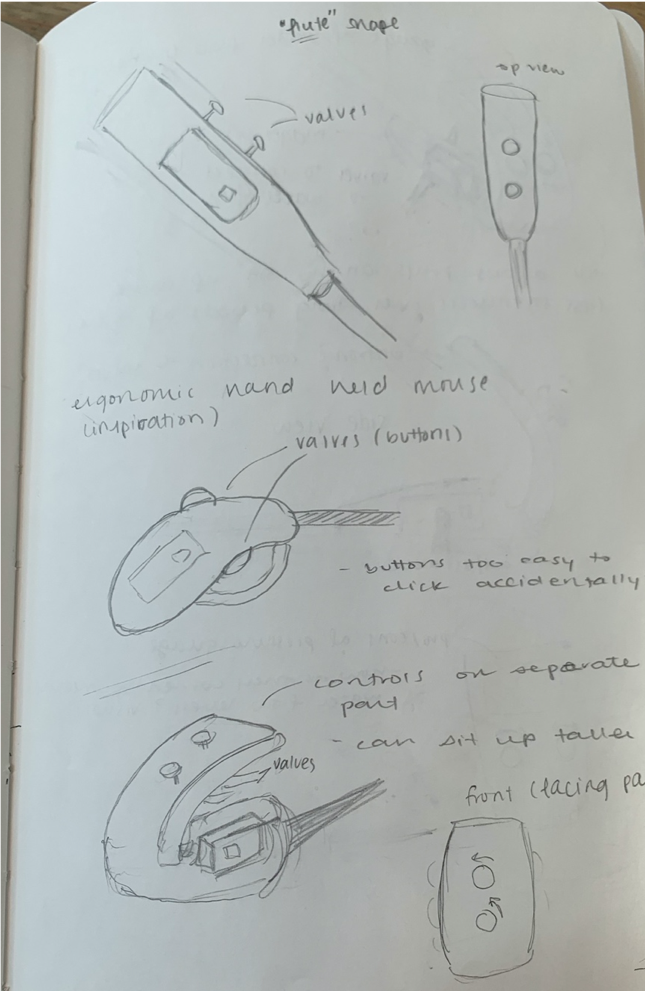 "flute" shape
top view
valves
ergonomic hand held mouse
(inspiration)
valves (buttons)
- buttons too easy to
click accidentally
controls on separate
part
- can sit up taller
valves
front (facing pa